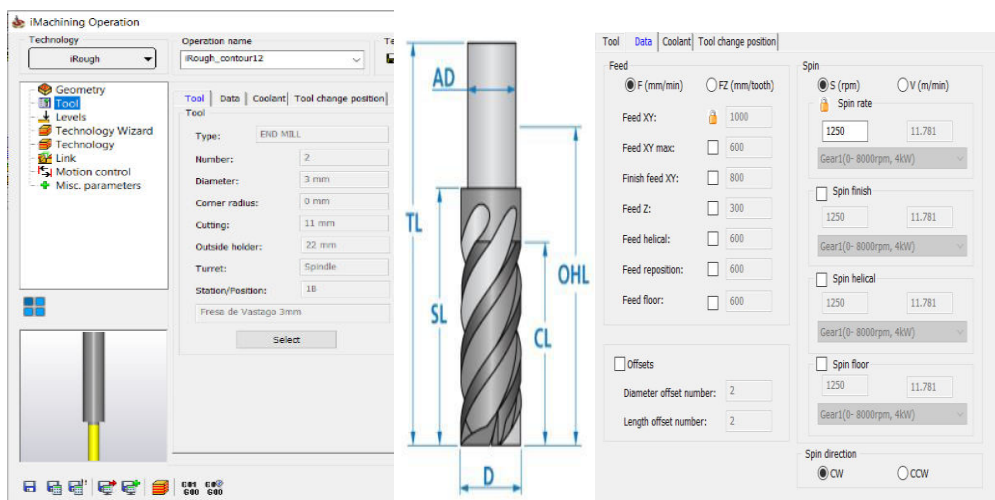 iMachining Operation
Technology
iRough
Operation name
iRough_contour12
Te
Geometry
Tool
Levels
Technology Wizard
Technology
Link
Motion control
Misc. parameters
Tool Data Coolant Tool change position
Tool
Type: END MILL
Number: 2
Diameter: 3 mm
Corner radius: 0 mm
Cutting: 11 mm
Outside holder: 22 mm
Turret: Spindle
Station/Position: 18
Fresa de Vastago 3mm
Select
AD
TL
SL
CL
OHL
D
Tool Data Coolant Tool change position
Feed
F (mm/min) FZ (mm/tooth)
Feed XY: 1000
Feed XY max: 600
Finish feed XY: 800
Feed Z: 300
Feed helical: 600
Feed reposition: 600
Feed floor: 600
Offsets
Diameter offset number: 2
Length offset number: 2
Spin
S (rpm) V (m/min)
Spin rate
1250 11.781
Gear1(0- 8000rpm, 4kW)
Spin finish
1250 11.781
Gear1(0- 8000rpm, 4kW)
Spin helical
1250 11.781
Gear1(0- 8000rpm, 4kW)
Spin floor
1250 11.781
Gear1(0- 8000rpm, 4kW)
Spin direction
CW CCW